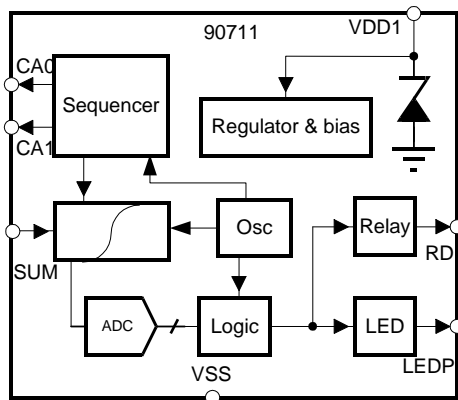 90711
VDD1
CA0
Sequencer
CA1
Regulator & bias
Osc
Relay
SUM
RD
ADC
Logic
LED
VSS
LEDP